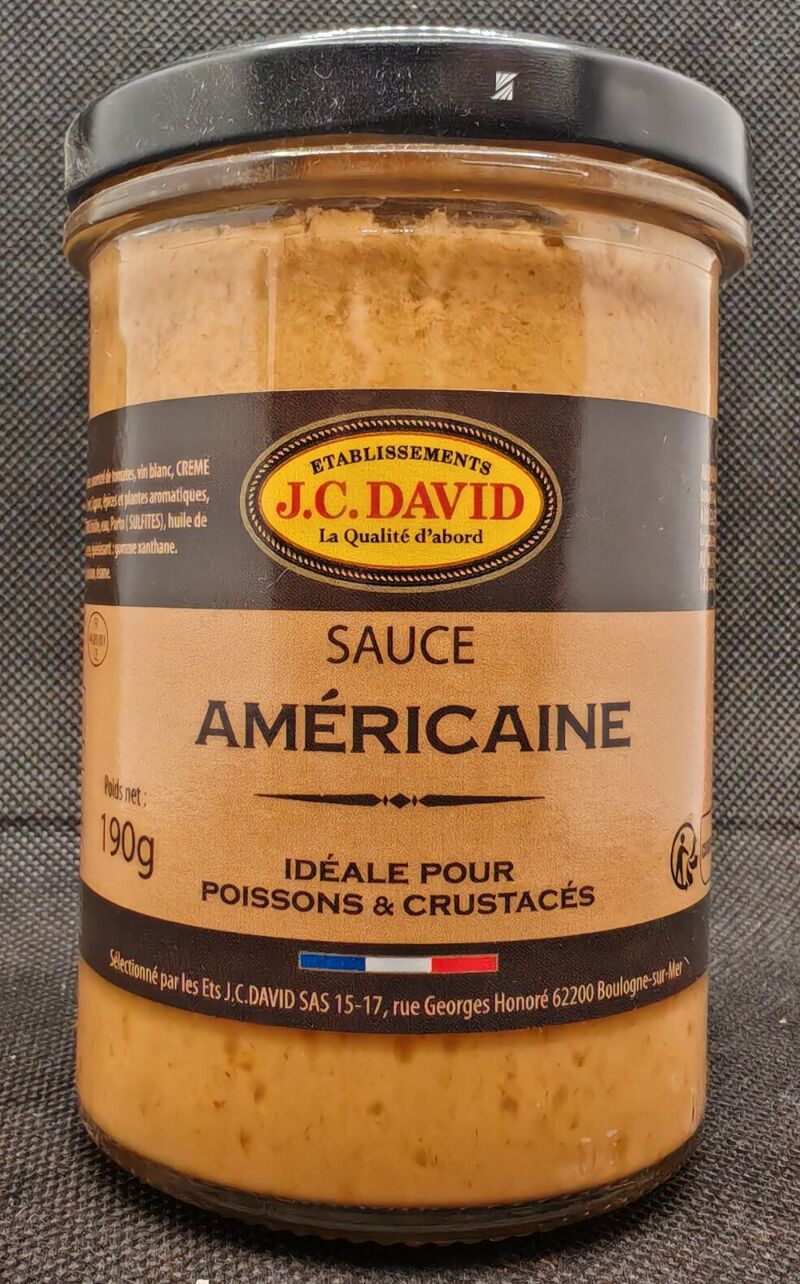 ETABLISSEMENTS
J.C. DAVID
La Qualité d'abord
de tomates, vin blanc, CREME
épices et plantes aromatiques,
Porto (SULFITES), huile de
gomme xanthane.
SAUCE
AMÉRICAINE
Poids net :
190g
IDÉALE POUR
POISSONS & CRUSTACÉS
Sélectionné par les Ets J.C.DAVID SAS 15-17, rue Georges Honoré 62200 Boulogne-sur-Mer